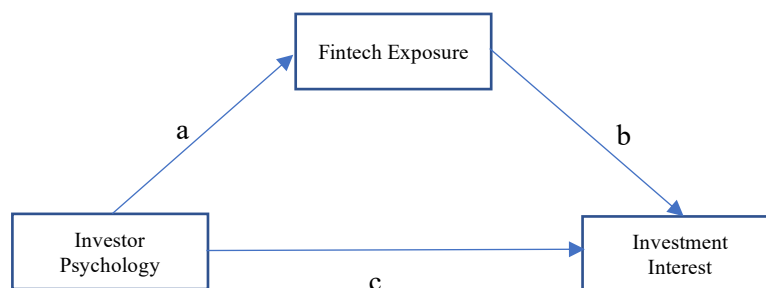 Fintech Exposure
a
b
Investor
Psychology
Investment
Interest
c